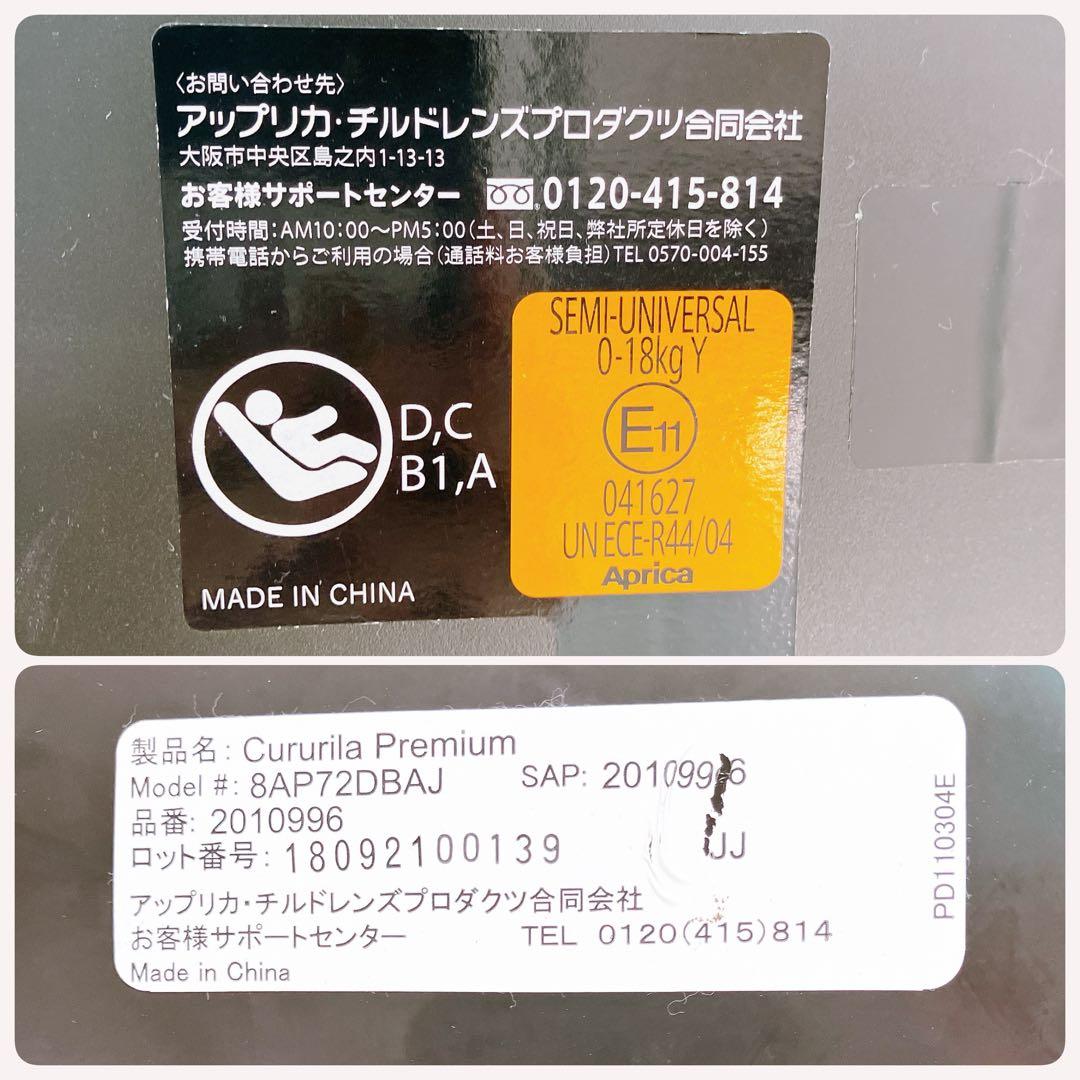 〈お問い合わせ先〉
アップリカ・チルドレンズプロダクツ合同会社
大阪市中央区島之内1-13-13
お客様サポートセンター 0120-415-814
受付時間:AM10:00〜PM5:00(土、日、祝日、弊社所定休日を除く)
携帯電話からご利用の場合(通話料お客様負担)TEL 0570-004-155
SEMI-UNIVERSAL
0-18kg Y
E11
041627
UN ECE-R44/04
Aprica
D,C
B1,A
MADE IN CHINA
製品名: Cururila Premium
Model #: 8AP72DBAJ SAP: 2010996
品番: 2010996
ロット番号: 18092100139 JJ
アップリカ・チルドレンズプロダクツ合同会社
お客様サポートセンター TEL 0120(415)814
Made in China
PD110304E